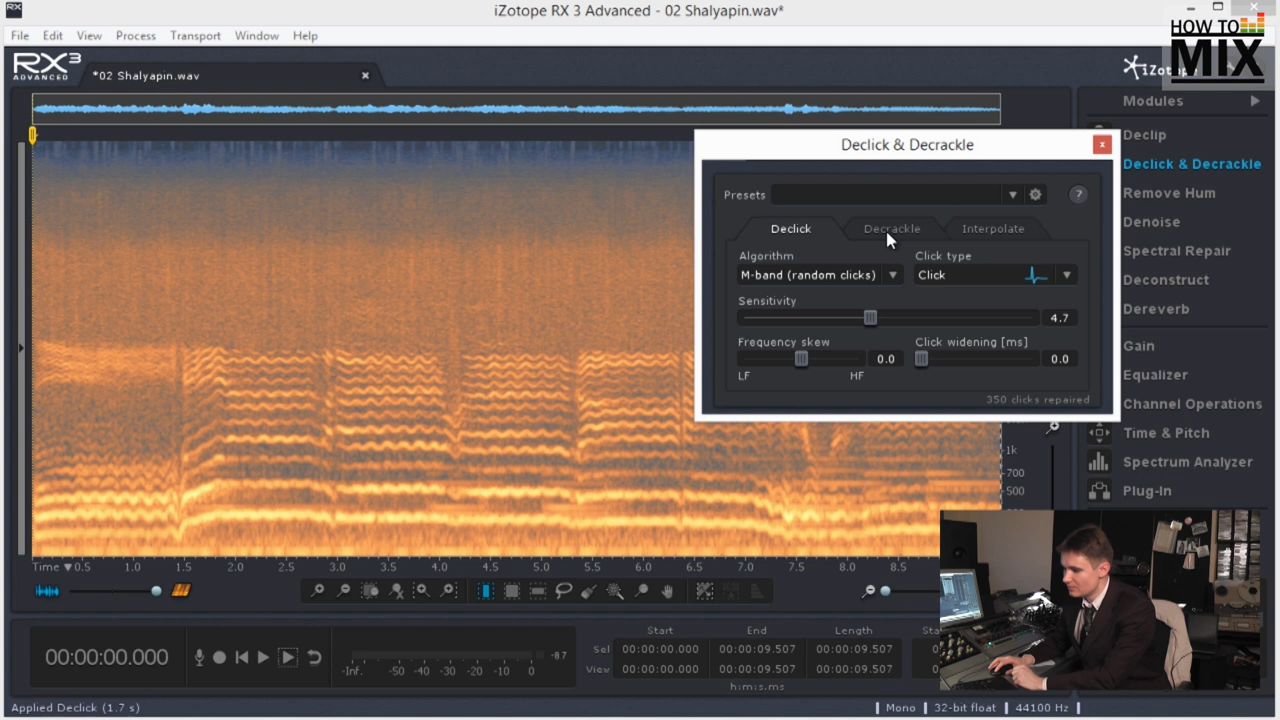 iZotope RX 3 Advanced - 02 Shalyapin.wav*
File Edit View Process Transport Window Help
HOW TO
MIX
RX3
ADVANCED
*02 Shalyapin.wav
Modules
Declip
Declick & Decrackle
Remove Hum
Denoise
Spectral Repair
Deconstruct
Dereverb
Gain
Equalizer
Channel Operations
Time & Pitch
Spectrum Analyzer
Plug-In
Declick & Decrackle
Presets ?
Declick Decrackle Interpolate
Algorithm Click type
M-band (random clicks) Click
Sensitivity
4.7
Frequency skew Click widening [ms]
0.0 0.0
LF HF
350 clicks repaired
-1k
-700
-500
Time 0.5 1.0 1.5 2.0 2.5 3.0 3.5 4.0 4.5 5.0 5.5 6.0 6.5 7.0 7.5 8.0 8.5
00:00:00.000
-Inf. -50 -40 -30 -20 -10 0
-8.7
Start End Length
Sel 00:00:00.000 00:00:09.507 00:00:09.507
View 00:00:00.000 00:00:09.507 00:00:09.507
h:m:s.ms
Applied Declick (1.7 s)
Mono 32-bit float 44100 Hz